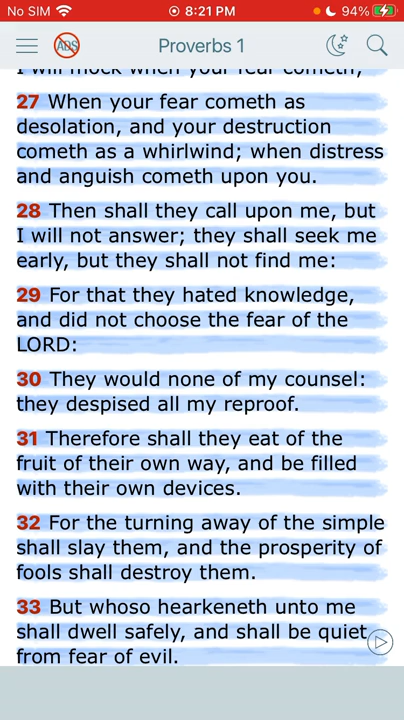 No SIM 8:21 PM 94%
ADS Proverbs 1
I will mock when your fear cometh;
27 When your fear cometh as
desolation, and your destruction
cometh as a whirlwind; when distress
and anguish cometh upon you.
28 Then shall they call upon me, but
I will not answer; they shall seek me
early, but they shall not find me:
29 For that they hated knowledge,
and did not choose the fear of the
LORD:
30 They would none of my counsel:
they despised all my reproof.
31 Therefore shall they eat of the
fruit of their own way, and be filled
with their own devices.
32 For the turning away of the simple
shall slay them, and the prosperity of
fools shall destroy them.
33 But whoso hearkeneth unto me
shall dwell safely, and shall be quiet
from fear of evil.